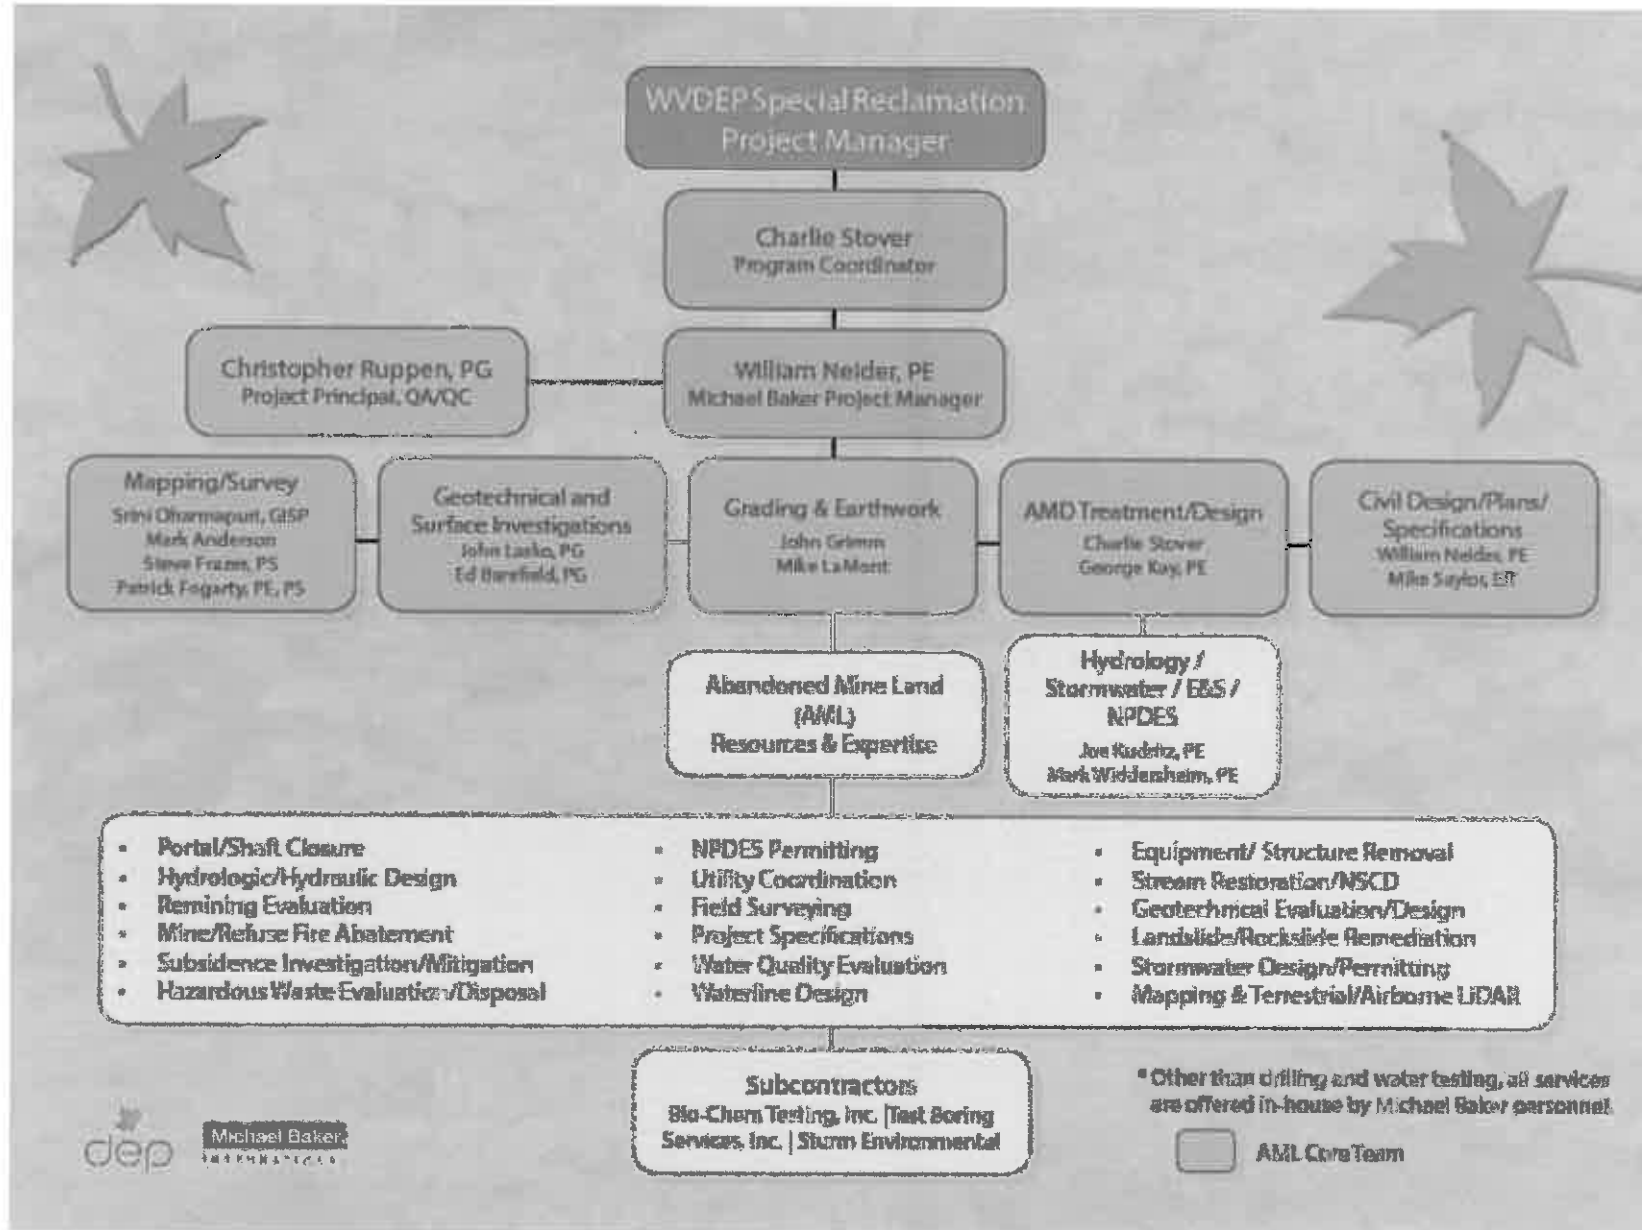 WVDEP Special Reclamation
Project Manager
Charlie Stover
Program Coordinator
Christopher Ruppen, PG
Project Principal, QA/QC
William Neider, PE
Michael Baker Project Manager
Mapping/Survey
Srini Dharmapuri, GISP
Mark Anderson
Steve Frazer, PS
Patrick Fogarty, PE, PS
Geotechnical and
Surface Investigations
John Lasko, PG
Ed Barefield, PG
Grading & Earthwork
John Grimm
Mike LaMont
AMD Treatment/Design
Charlie Stover
George Kay, PE
Civil Design/Plans/
Specifications
William Neider, PE
Mike Saylor, EIT
Abandoned Mine Land
(AML)
Resources & Expertise
Hydrology /
Stormwater / E&S /
NPDES
Joe Kudritz, PE
Mark Widdersheim, PE
• Portal/Shaft Closure
• Hydrologic/Hydraulic Design
• Remining Evaluation
• Mine/Refuse Fire Abatement
• Subsidence Investigation/Mitigation
• Hazardous Waste Evaluation/Disposal
• NPDES Permitting
• Utility Coordination
• Field Surveying
• Project Specifications
• Water Quality Evaluation
• Waterline Design
• Equipment/ Structure Removal
• Stream Restoration/NSCD
• Geotechnical Evaluation/Design
• Landslide/Rockslide Remediation
• Stormwater Design/Permitting
• Mapping & Terrestrial/Airborne LiDAR
Subcontractors
Bio-Chem Testing, Inc. |Test Boring
Services, Inc. | Sturm Environmental
* Other than drilling and water testing, all services
are offered in-house by Michael Baker personnel
AML Core Team
dep
Michael Baker
INTERNATIONAL